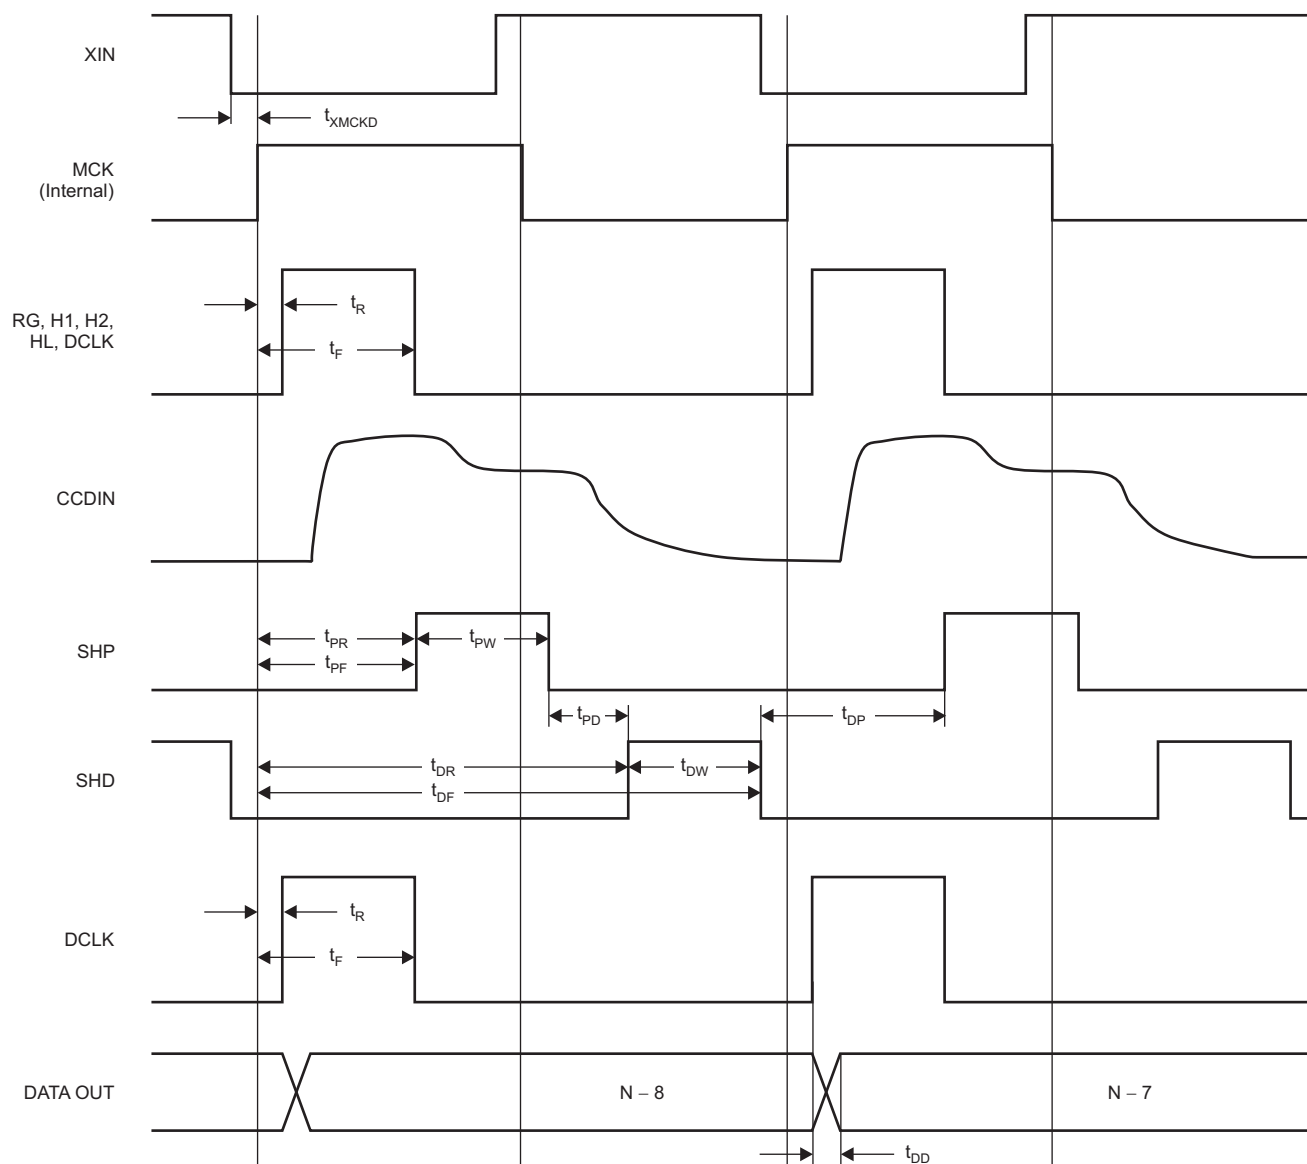 XIN
tXMCKD
MCK
(Internal)
tR
RG, H1, H2,
HL, DCLK
tF
CCDIN
tPR
tPW
SHP
tPF
tPD
tDP
tDR
tDW
SHD
tDF
tR
DCLK
tF
DATA OUT
N – 8
N – 7
tDD